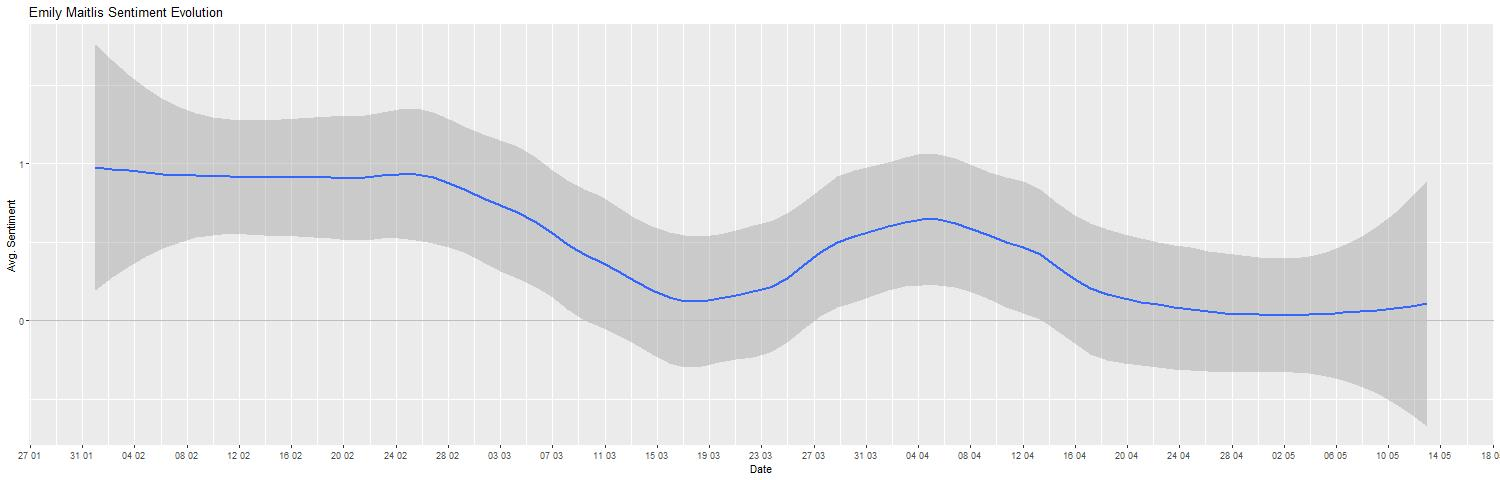 Emily Maitlis Sentiment Evolution
Avg. Sentiment
1
0
27 01 31 01 04 02 08 02 12 02 16 02 20 02 24 02 28 02 03 03 07 03 11 03 15 03 19 03 23 03 27 03 31 03 04 04 08 04 12 04 16 04 20 04 24 04 28 04 02 05 06 05 10 05 14 05 18 0
Date